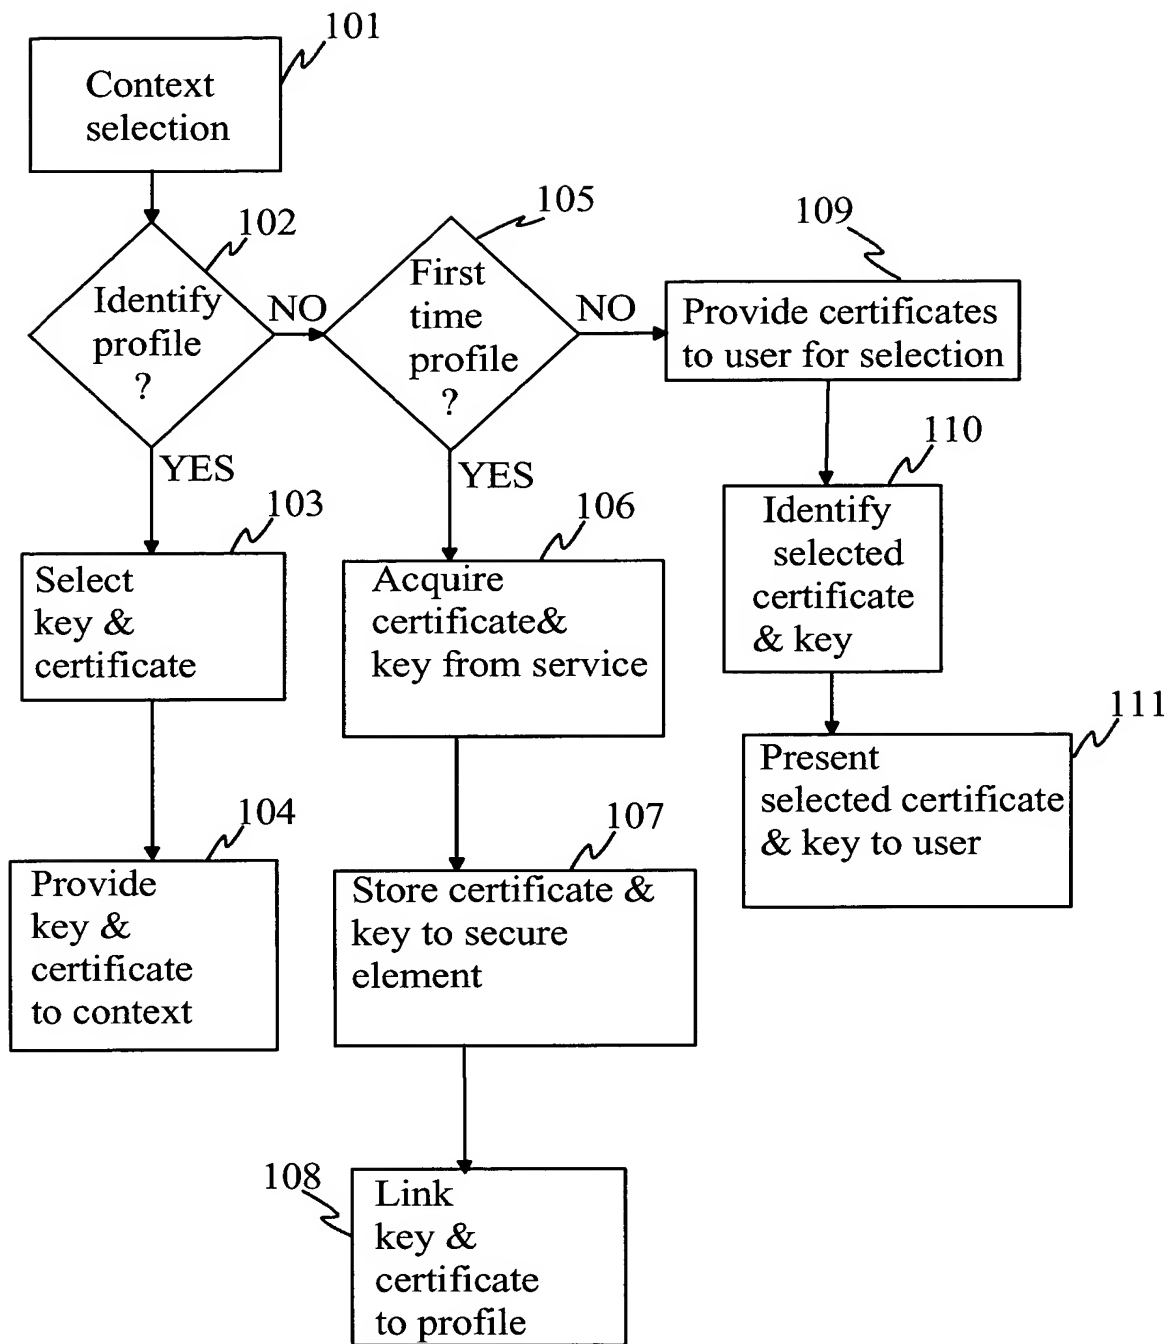 101
Context
selection
102
Identify
profile
?
NO
YES
105
First
time
profile
?
NO
YES
109
Provide certificates
to user for selection
110
Identify
selected
certificate
& key
111
Present
selected certificate
& key to user
103
Select
key &
certificate
104
Provide
key &
certificate
to context
106
Acquire
certificate&
key from service
107
Store certificate &
key to secure
element
108
Link
key &
certificate
to profile